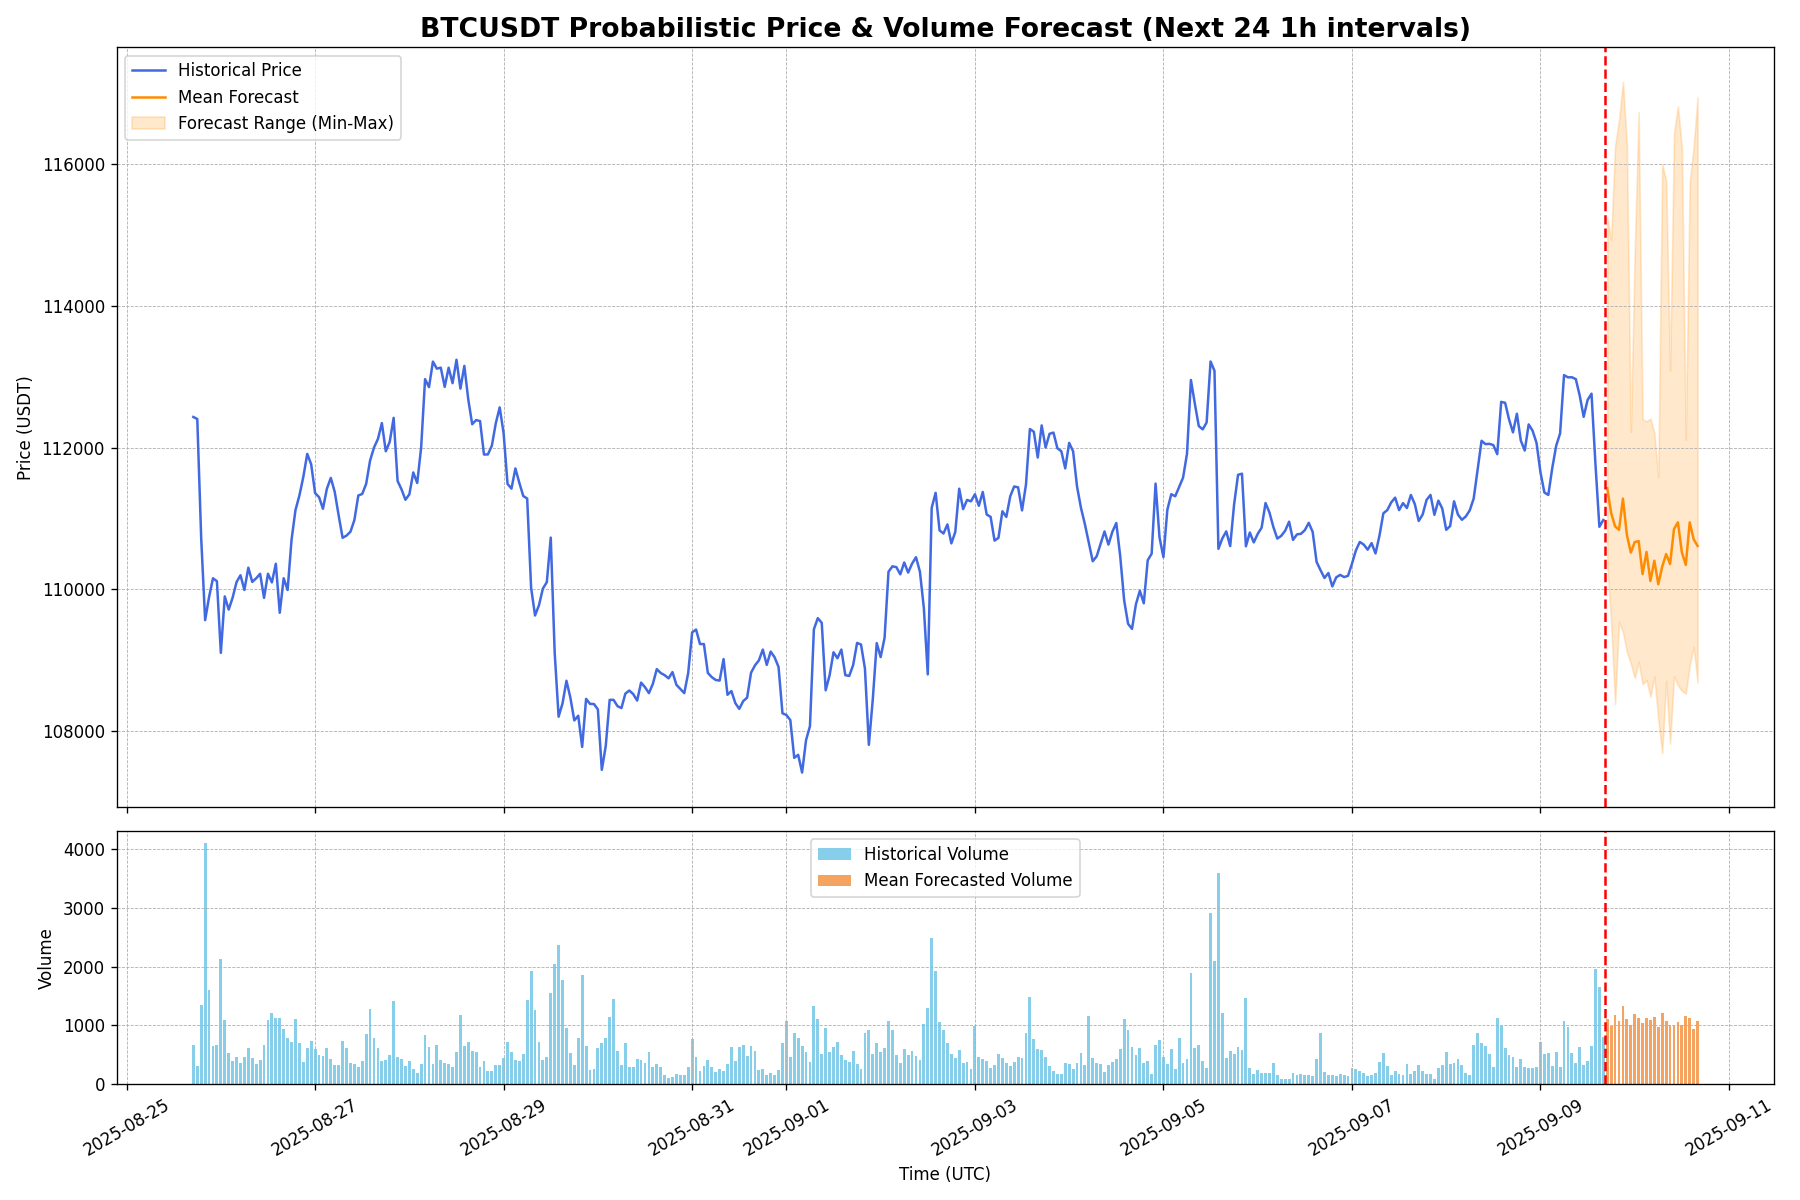 BTCUSDT Probabilistic Price & Volume Forecast (Next 24 1h intervals)
Historical Price
Mean Forecast
Forecast Range (Min-Max)
116000
114000
112000
110000
108000
Price (USDT)
Historical Volume
Mean Forecasted Volume
4000
3000
2000
1000
0
Volume
2025-08-25
2025-08-27
2025-08-29
2025-08-31
2025-09-01
2025-09-03
2025-09-05
2025-09-07
2025-09-09
2025-09-11
Time (UTC)